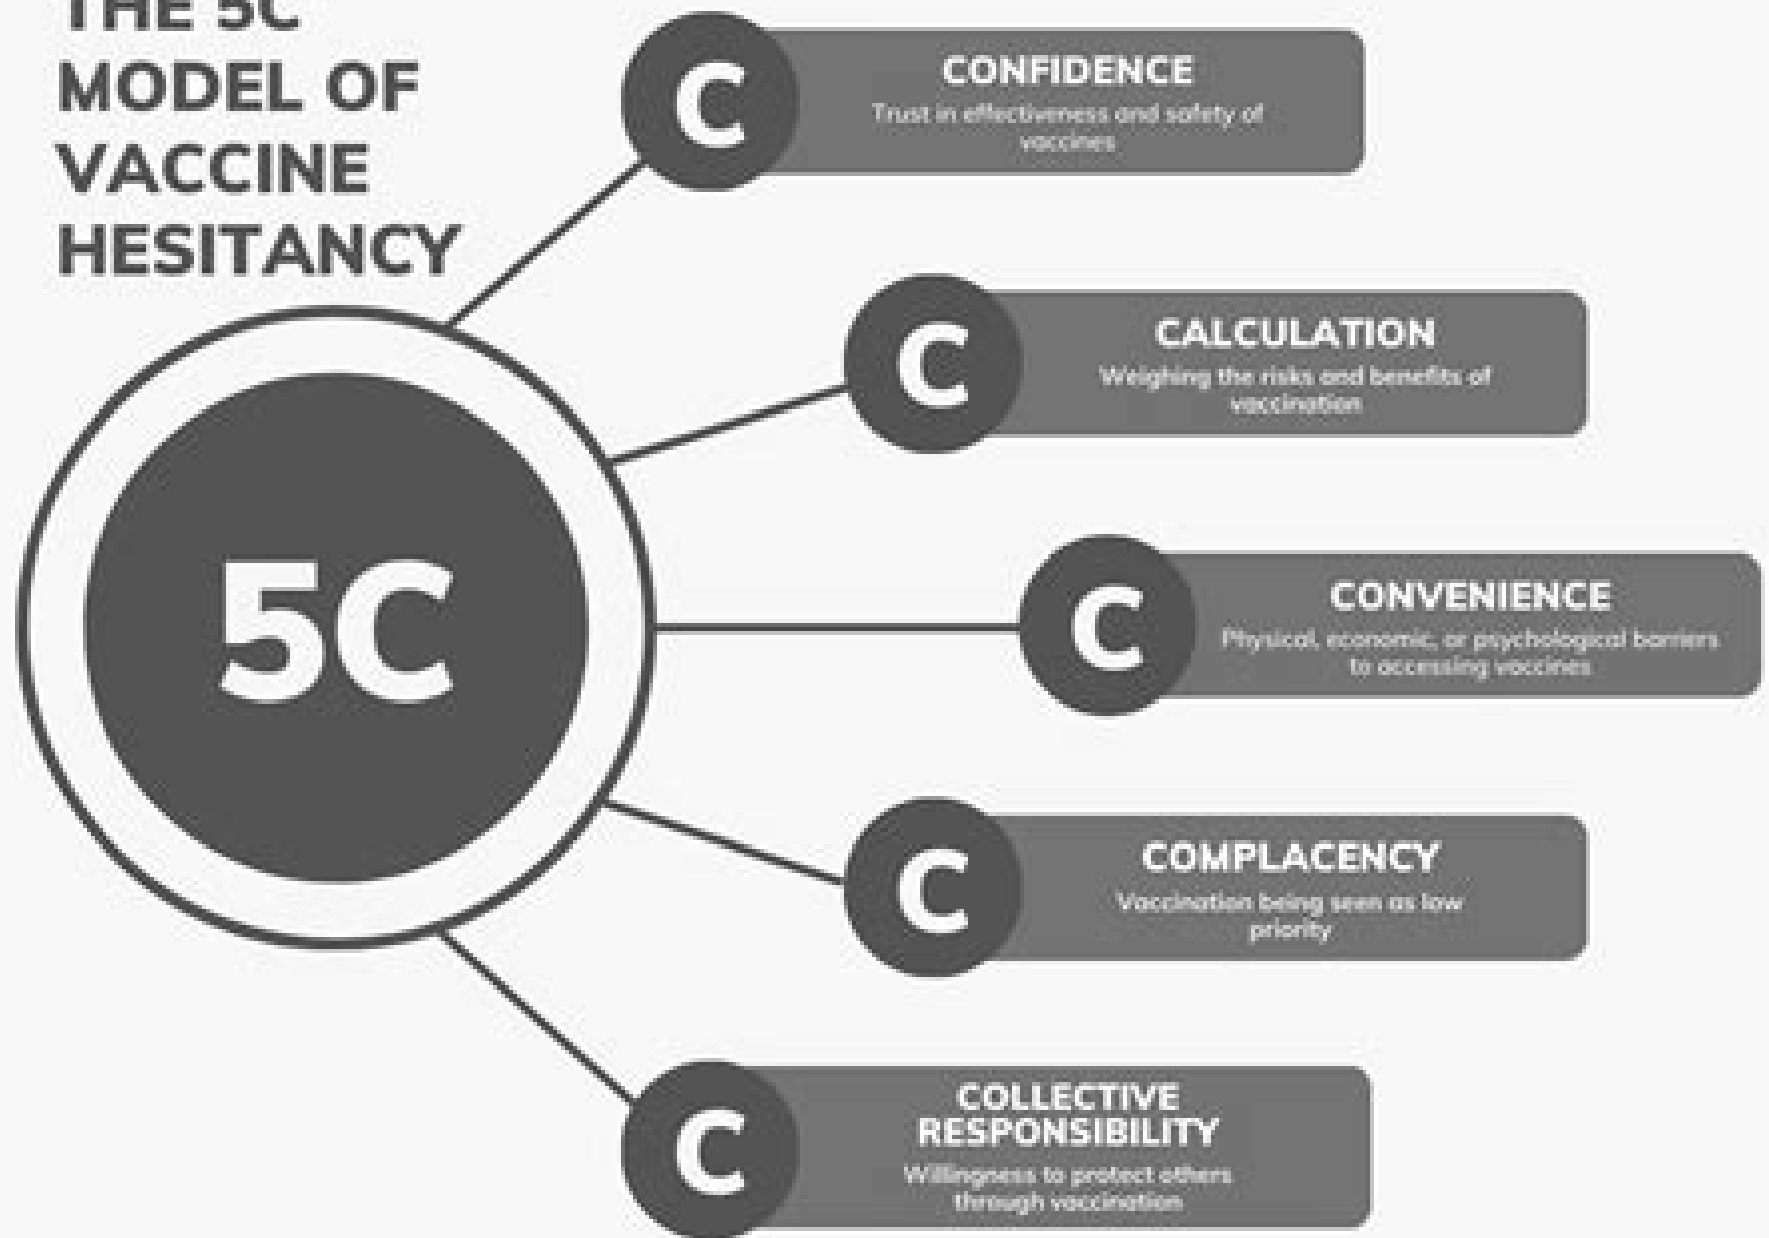 THE 5C
MODEL OF
VACCINE
HESITANCY
5C
C
CONFIDENCE
Trust in effectiveness and safety of
vaccines
C
CALCULATION
Weighing the risks and benefits of
vaccination
C
CONVENIENCE
Physical, economic, or psychological barriers
to accessing vaccines
C
COMPLACENCY
Vaccination being seen as low
priority
C
COLLECTIVE
RESPONSIBILITY
Willingness to protect others
through vaccination